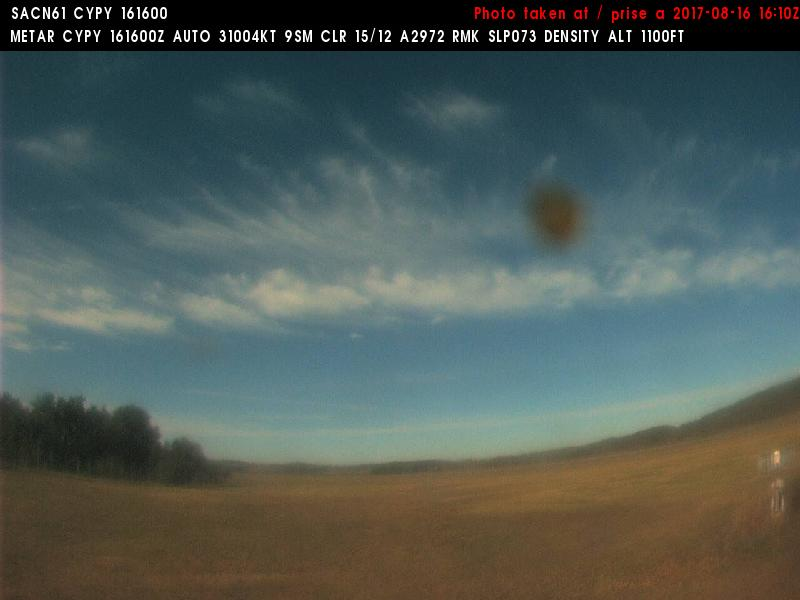 SACN61 CYPY 161600
Photo taken at / prise a 2017-08-16 16:10Z
METAR CYPY 161600Z AUTO 31004KT 9SM CLR 15/12 A2972 RMK SLP073 DENSITY ALT 1100FT